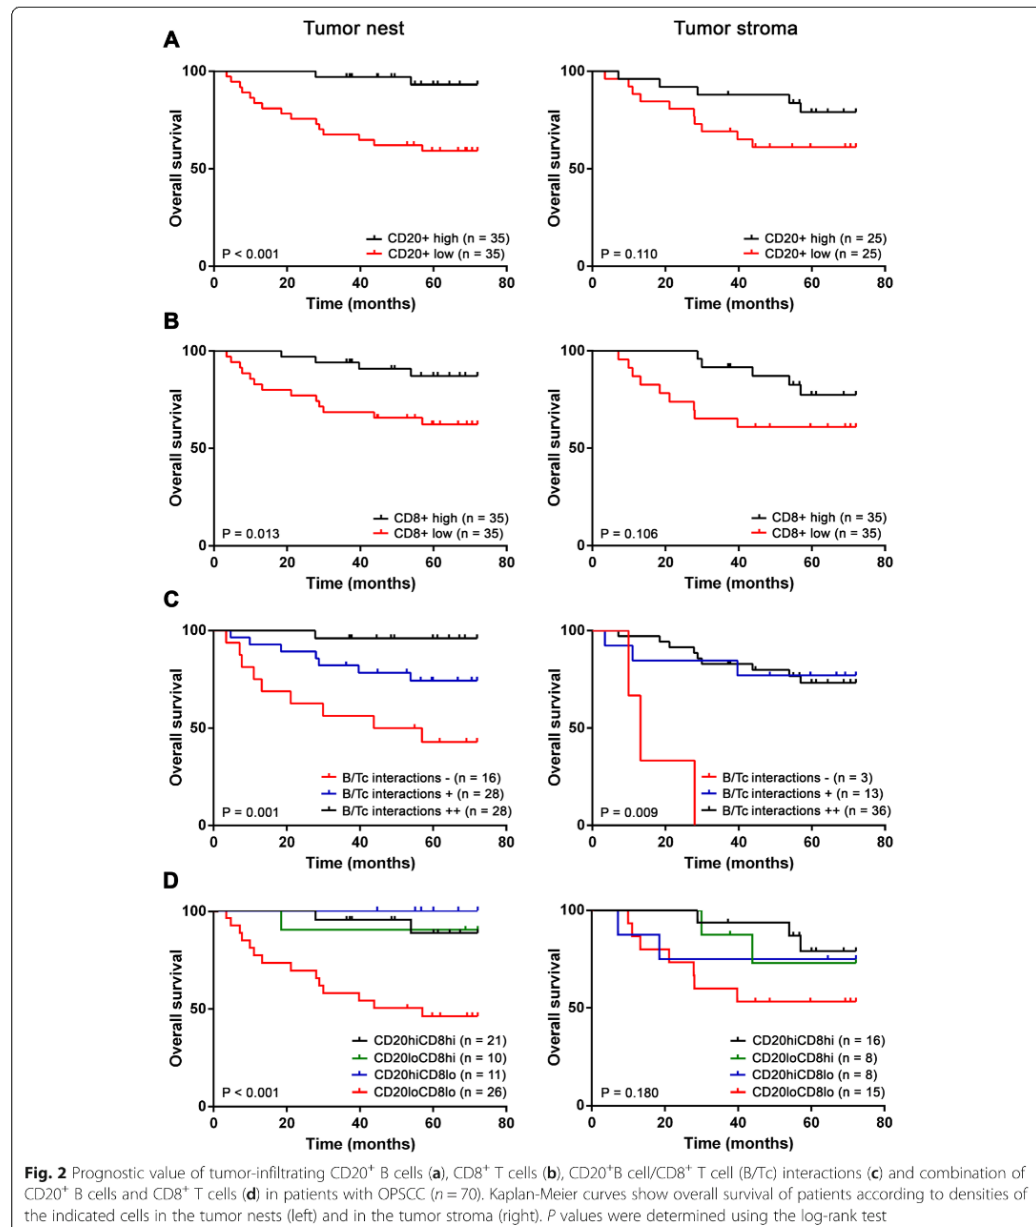 Tumor nest
Tumor stroma
A
100
50
0
Overall survival
P < 0.001
CD20+ high (n = 35)
CD20+ low (n = 35)
0 20 40 60 80
Time (months)
100
50
0
Overall survival
P = 0.110
CD20+ high (n = 25)
CD20+ low (n = 25)
0 20 40 60 80
Time (months)
B
100
50
0
Overall survival
P = 0.013
CD8+ high (n = 35)
CD8+ low (n = 35)
0 20 40 60 80
Time (months)
100
50
0
Overall survival
P = 0.106
CD8+ high (n = 35)
CD8+ low (n = 35)
0 20 40 60 80
Time (months)
C
100
50
0
Overall survival
P = 0.001
B/Tc interactions - (n = 16)
B/Tc interactions + (n = 28)
B/Tc interactions ++ (n = 28)
0 20 40 60 80
Time (months)
100
50
0
Overall survival
P = 0.009
B/Tc interactions - (n = 3)
B/Tc interactions + (n = 13)
B/Tc interactions ++ (n = 36)
0 20 40 60 80
Time (months)
D
100
50
0
Overall survival
P < 0.001
CD20hiCD8hi (n = 21)
CD20loCD8hi (n = 10)
CD20hiCD8lo (n = 11)
CD20loCD8lo (n = 26)
0 20 40 60 80
Time (months)
100
50
0
Overall survival
P = 0.180
CD20hiCD8hi (n = 16)
CD20loCD8hi (n = 8)
CD20hiCD8lo (n = 8)
CD20loCD8lo (n = 15)
0 20 40 60 80
Time (months)
Fig. 2 Prognostic value of tumor-infiltrating CD20⁺ B cells (a), CD8⁺ T cells (b), CD20⁺B cell/CD8⁺ T cell (B/Tc) interactions (c) and combination of
CD20⁺ B cells and CD8⁺ T cells (d) in patients with OPSCC (n = 70). Kaplan-Meier curves show overall survival of patients according to densities of
the indicated cells in the tumor nests (left) and in the tumor stroma (right). P values were determined using the log-rank test